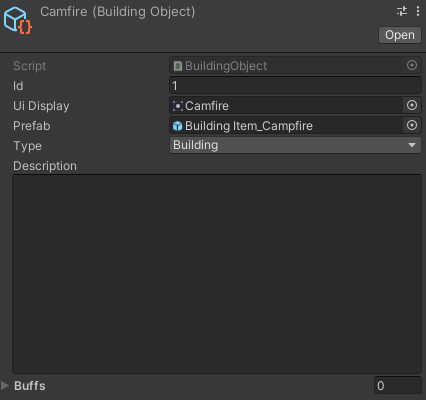 Camfire (Building Object)
Open
Script BuildingObject
Id 1
Ui Display Camfire
Prefab Building Item_Campfire
Type Building
Description
Buffs 0